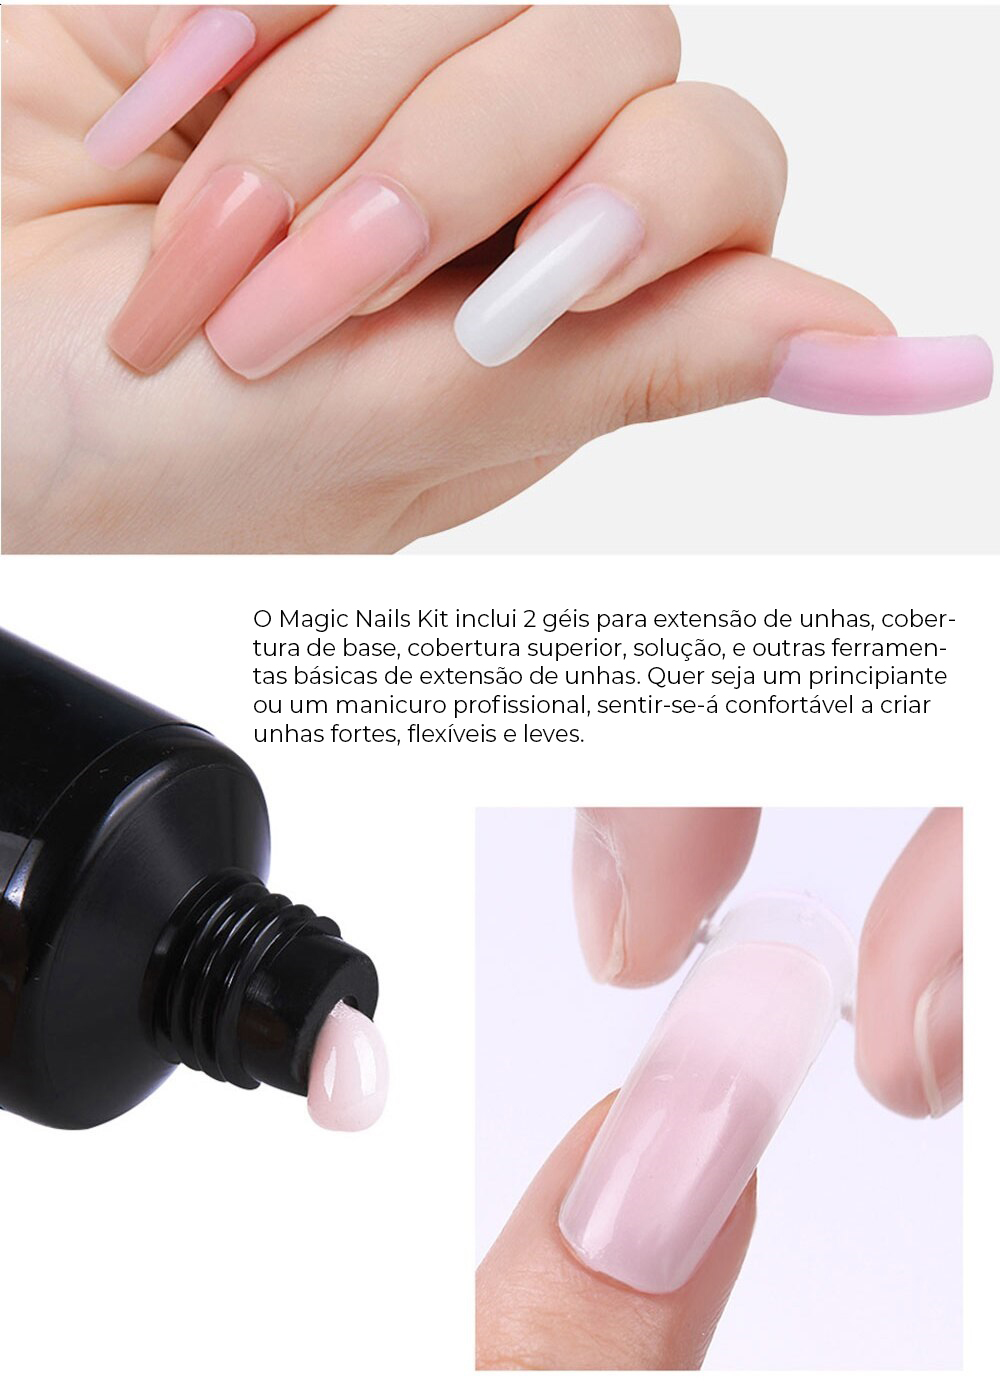 O Magic Nails Kit inclui 2 géis para extensão de unhas, cober-
tura de base, cobertura superior, solução, e outras ferramen-
tas básicas de extensão de unhas. Quer seja um principiante
ou um manicuro profissional, sentir-se-á confortável a criar
unhas fortes, flexíveis e leves.